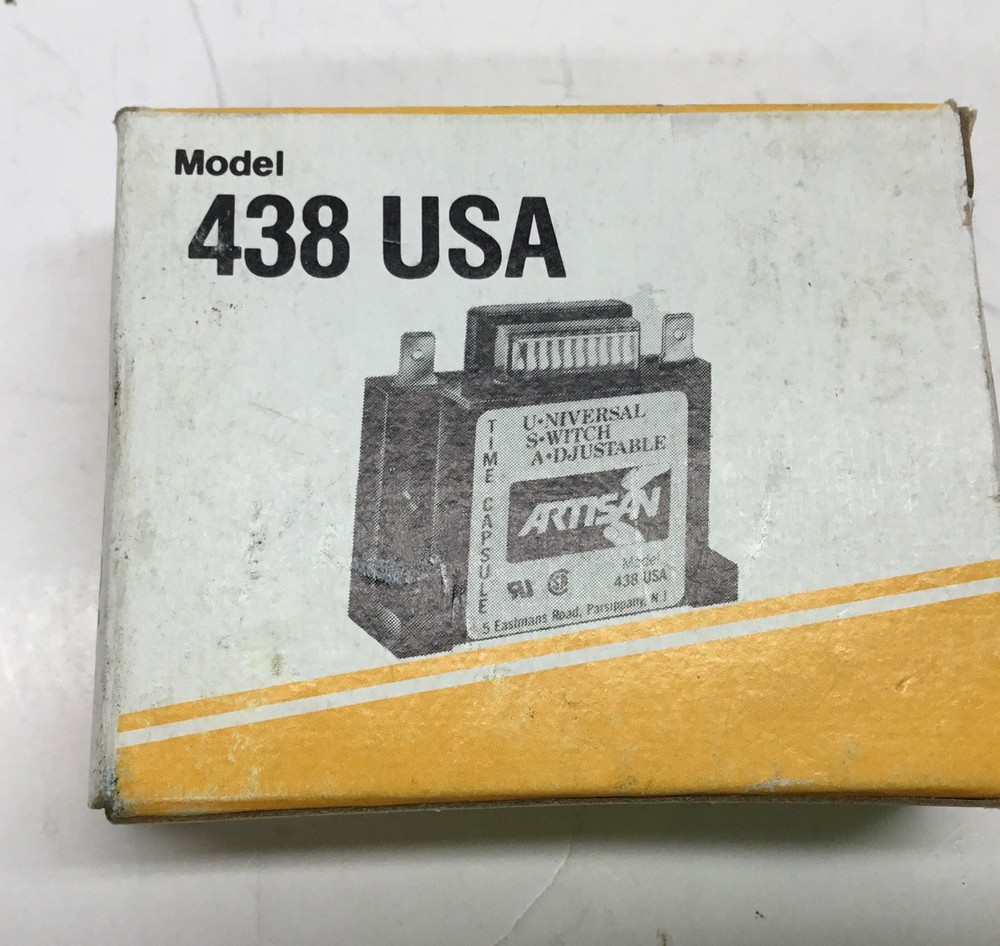 Model
438 USA
U•NIVERSAL
S•WITCH
A•DJUSTABLE
TIME CAPSULE
ARTISAN
Model
438 USA
5 Eastmans Road, Parsippany, N.J.